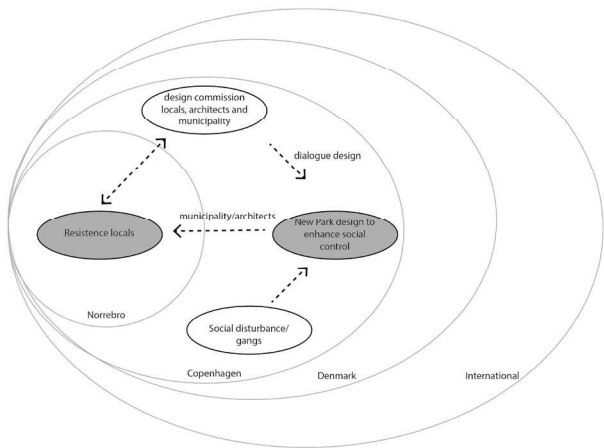 design commission
locals, architects and
municipality
dialogue design
municipality/architects
Resistence locals
New Park design to
enhance social
control
Norrebro
Social disturbance/
gangs
Copenhagen
Denmark
International